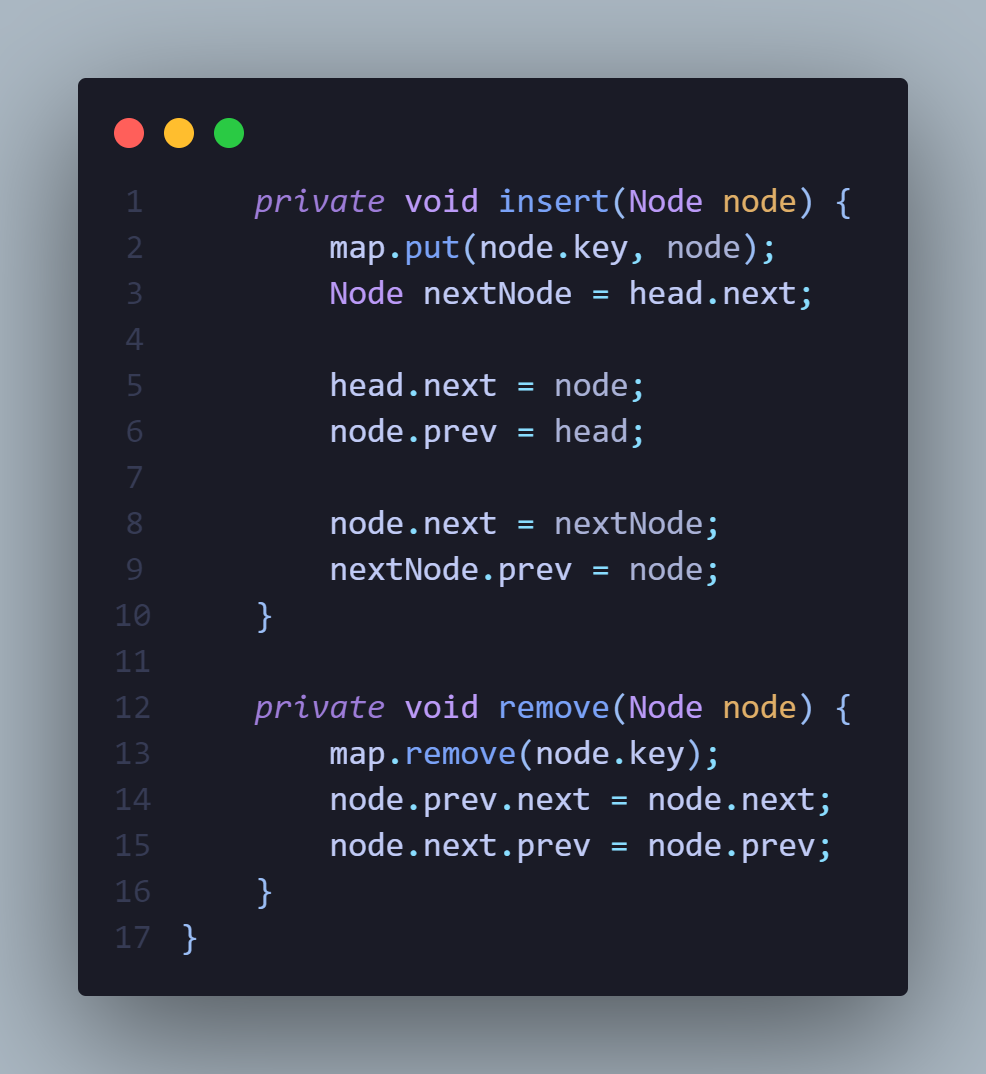 1 private void insert(Node node) {
2 map.put(node.key, node);
3 Node nextNode = head.next;
4
5 head.next = node;
6 node.prev = head;
7
8 node.next = nextNode;
9 nextNode.prev = node;
10 }
11
12 private void remove(Node node) {
13 map.remove(node.key);
14 node.prev.next = node.next;
15 node.next.prev = node.prev;
16 }
17 }